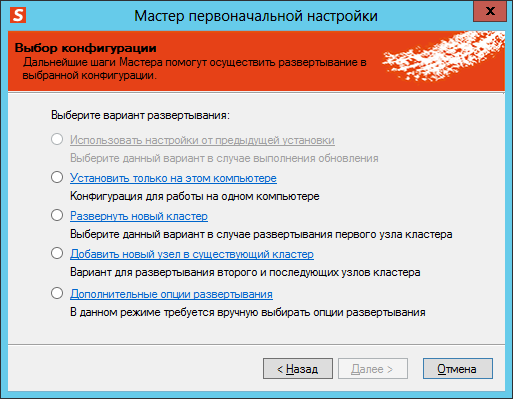 S
Мастер первоначальной настройки
x
Выбор конфигурации
Дальнейшие шаги Мастера помогут осуществить развертывание в
выбранной конфигурации.
Выберите вариант развертывания:
Использовать настройки от предыдущей установки
Выберите данный вариант в случае выполнения обновления
Установить только на этом компьютере
Конфигурация для работы на одном компьютере
Развернуть новый кластер
Выберите данный вариант в случае развертывания первого узла кластера
Добавить новый узел в существующий кластер
Вариант для развертывания второго и последующих узлов кластера
Дополнительные опции развертывания
В данном режиме требуется вручную выбирать опции развертывания
< Назад Далее > Отмена